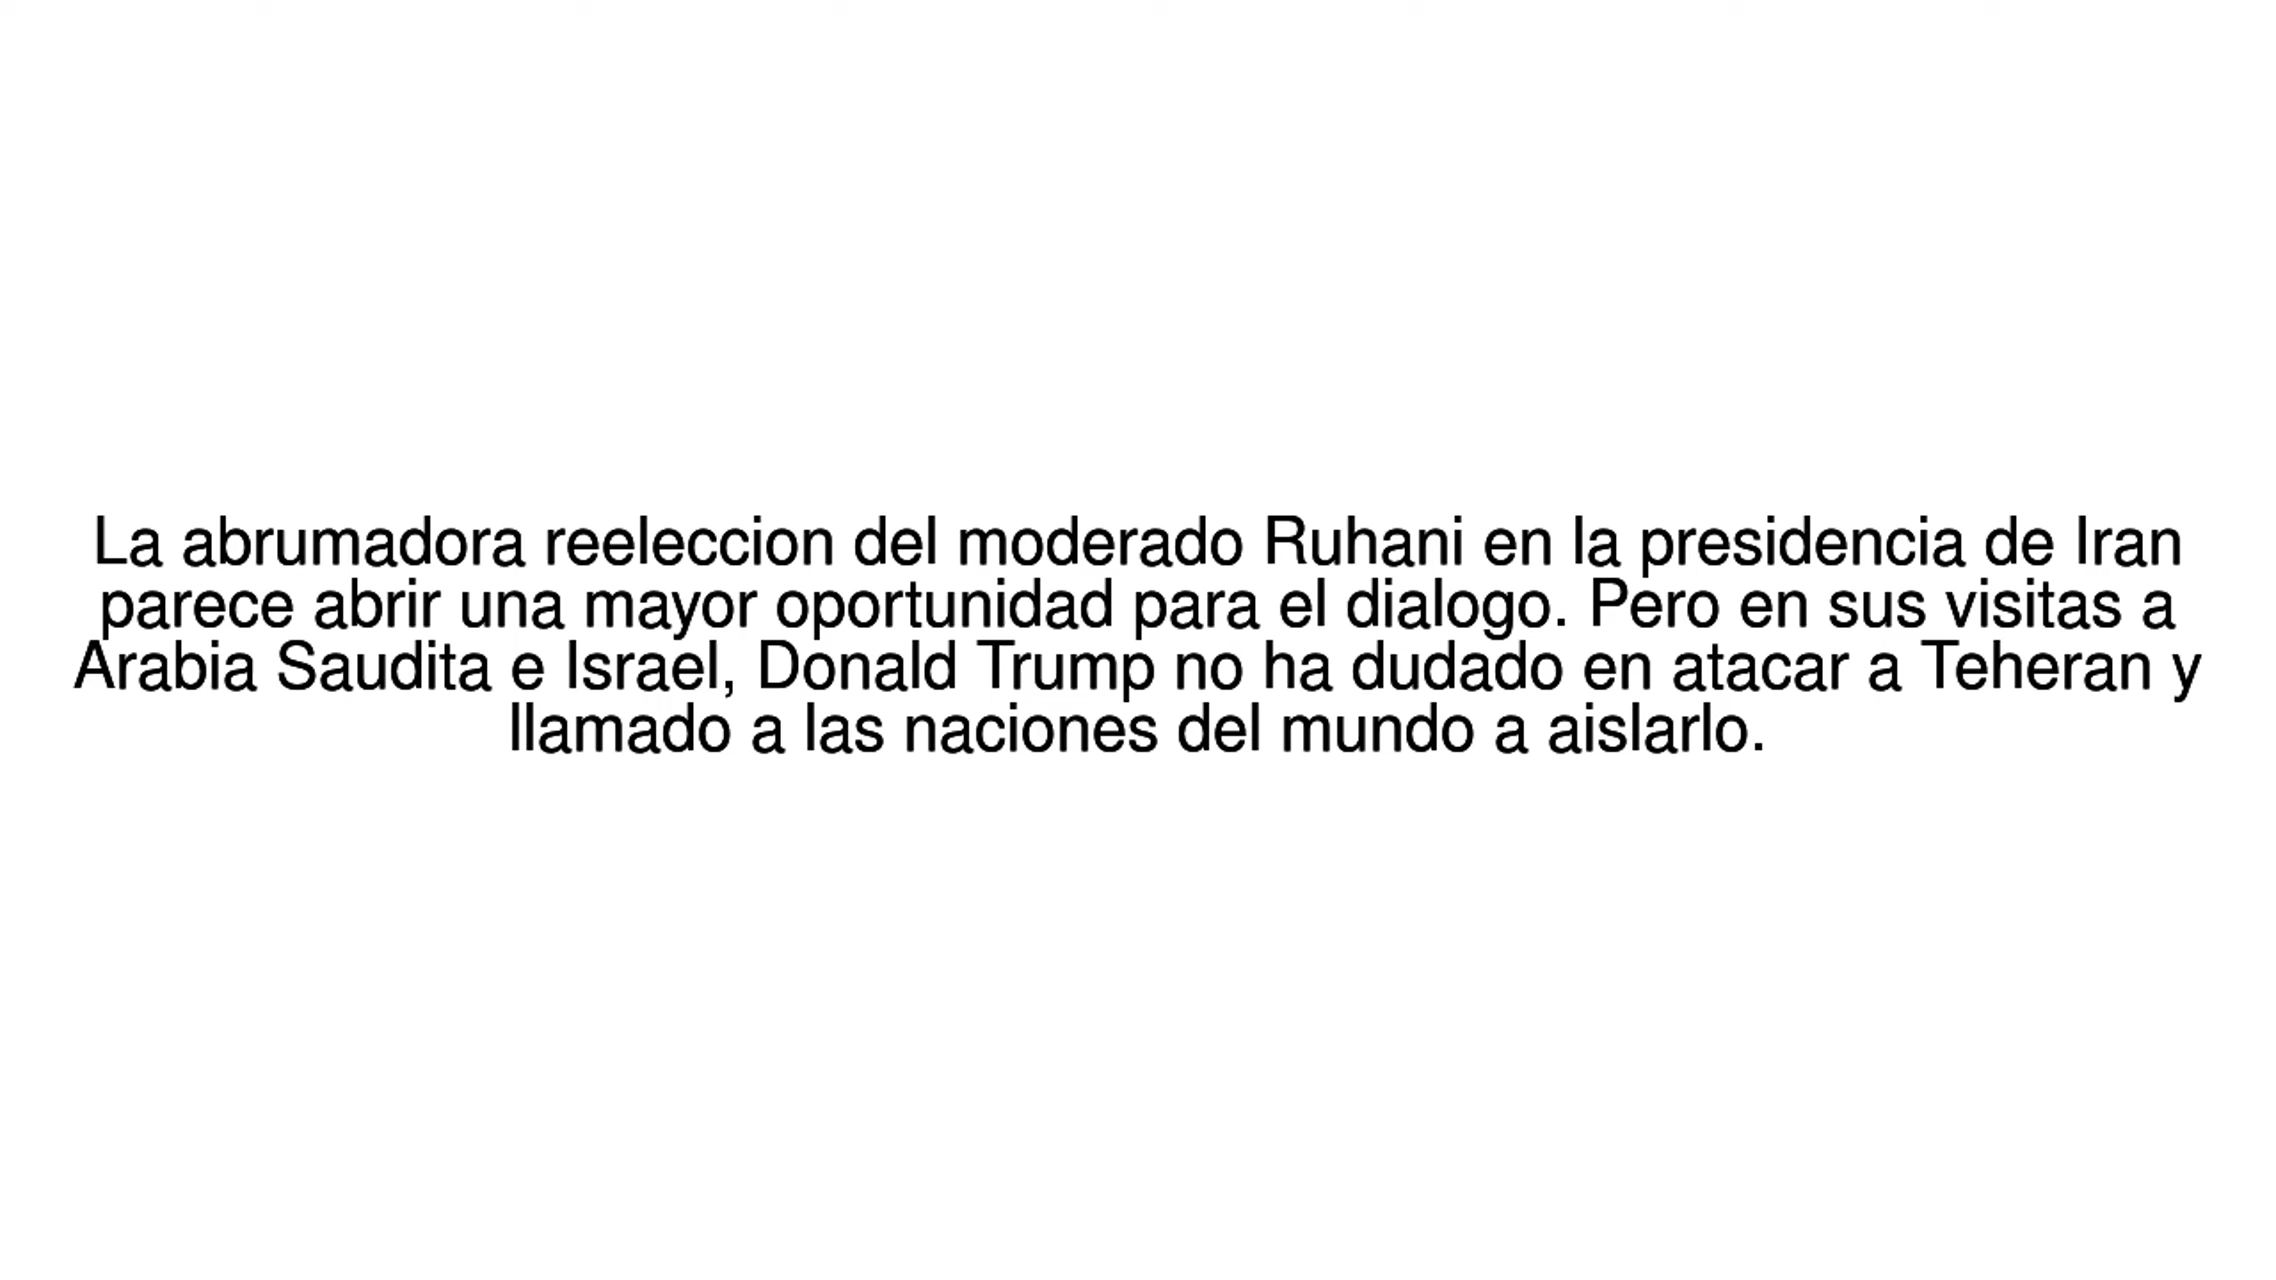 La abrumadora reeleccion del moderado Ruhani en la presidencia de Iran
parece abrir una mayor oportunidad para el dialogo. Pero en sus visitas a
Arabia Saudita e Israel, Donald Trump no ha dudado en atacar a Teheran y
llamado a las naciones del mundo a aislarlo.